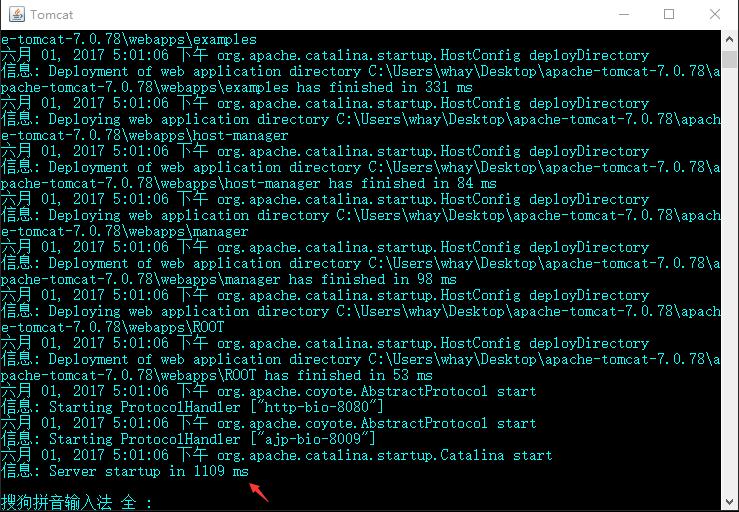 Tomcat
e-tomcat-7.0.78\webapps\examples
六月 01, 2017 5:01:06 下午 org.apache.catalina.startup.HostConfig deployDirectory
信息: Deployment of web application directory C:\Users\whay\Desktop\apache-tomcat-7.0.78\a
pache-tomcat-7.0.78\webapps\examples has finished in 331 ms
六月 01, 2017 5:01:06 下午 org.apache.catalina.startup.HostConfig deployDirectory
信息: Deploying web application directory C:\Users\whay\Desktop\apache-tomcat-7.0.78\apach
e-tomcat-7.0.78\webapps\host-manager
六月 01, 2017 5:01:06 下午 org.apache.catalina.startup.HostConfig deployDirectory
信息: Deployment of web application directory C:\Users\whay\Desktop\apache-tomcat-7.0.78\a
pache-tomcat-7.0.78\webapps\host-manager has finished in 84 ms
六月 01, 2017 5:01:06 下午 org.apache.catalina.startup.HostConfig deployDirectory
信息: Deploying web application directory C:\Users\whay\Desktop\apache-tomcat-7.0.78\apach
e-tomcat-7.0.78\webapps\manager
六月 01, 2017 5:01:06 下午 org.apache.catalina.startup.HostConfig deployDirectory
信息: Deployment of web application directory C:\Users\whay\Desktop\apache-tomcat-7.0.78\a
pache-tomcat-7.0.78\webapps\manager has finished in 98 ms
六月 01, 2017 5:01:06 下午 org.apache.catalina.startup.HostConfig deployDirectory
信息: Deploying web application directory C:\Users\whay\Desktop\apache-tomcat-7.0.78\apach
e-tomcat-7.0.78\webapps\ROOT
六月 01, 2017 5:01:06 下午 org.apache.catalina.startup.HostConfig deployDirectory
信息: Deployment of web application directory C:\Users\whay\Desktop\apache-tomcat-7.0.78\a
pache-tomcat-7.0.78\webapps\ROOT has finished in 53 ms
六月 01, 2017 5:01:06 下午 org.apache.coyote.AbstractProtocol start
信息: Starting ProtocolHandler ["http-bio-8080"]
六月 01, 2017 5:01:06 下午 org.apache.coyote.AbstractProtocol start
信息: Starting ProtocolHandler ["ajp-bio-8009"]
六月 01, 2017 5:01:06 下午 org.apache.catalina.startup.Catalina start
信息: Server startup in 1109 ms
搜狗拼音输入法 全 :